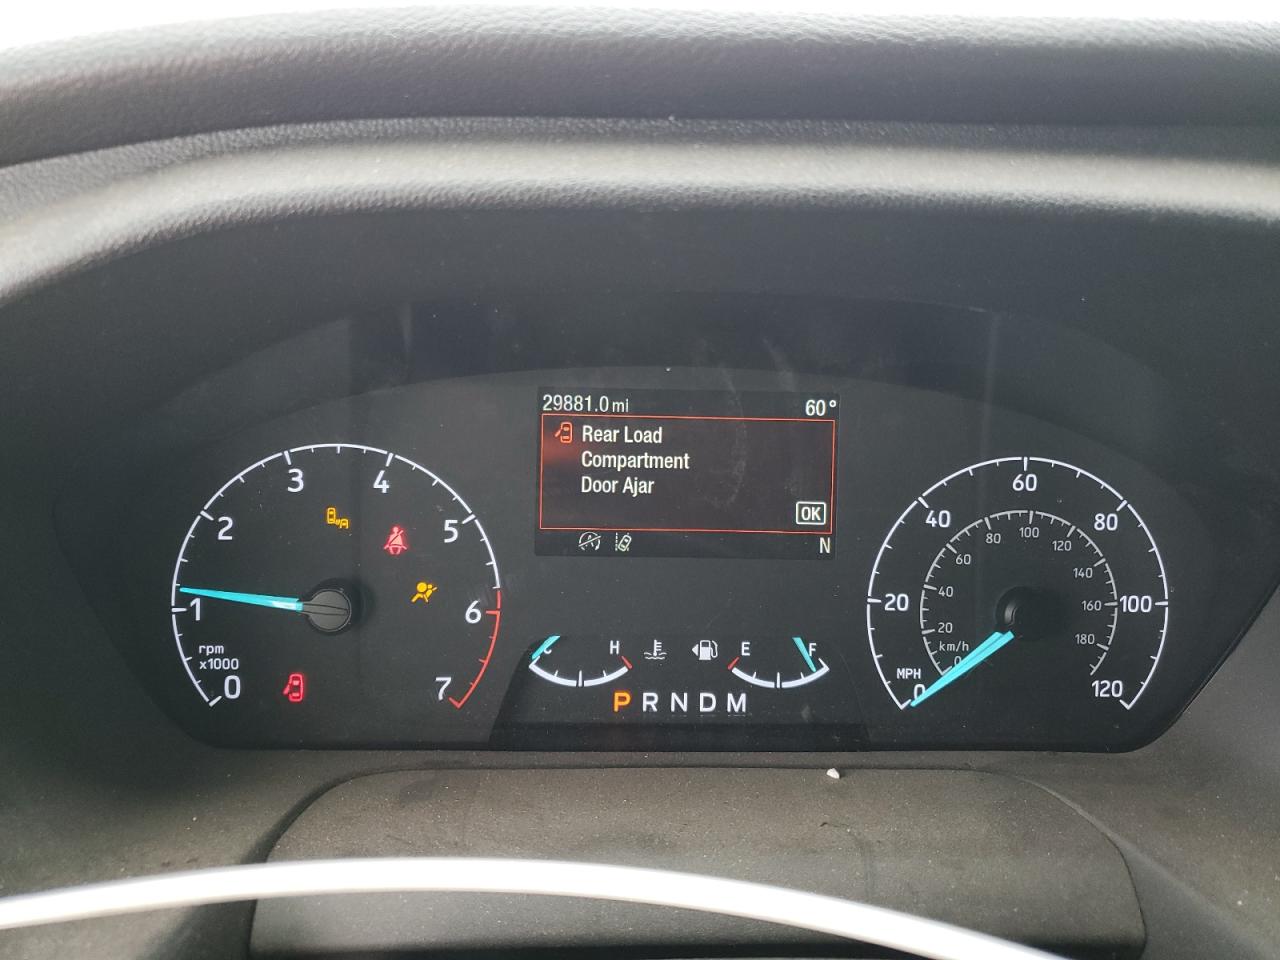 29881.0 mi 60°
Rear Load
Compartment
Door Ajar
OK
N
0 1 2 3 4 5 6 7
rpm
x1000
C H E F
P R N D M
0 20 40 60 80 100 120
MPH
0 20 40 60 80 100 120 140 160 180
km/h